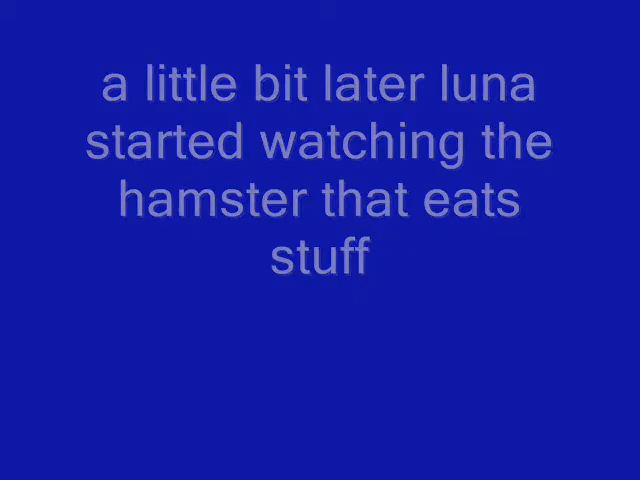 a little bit later luna
started watching the
hamster that eats
stuff